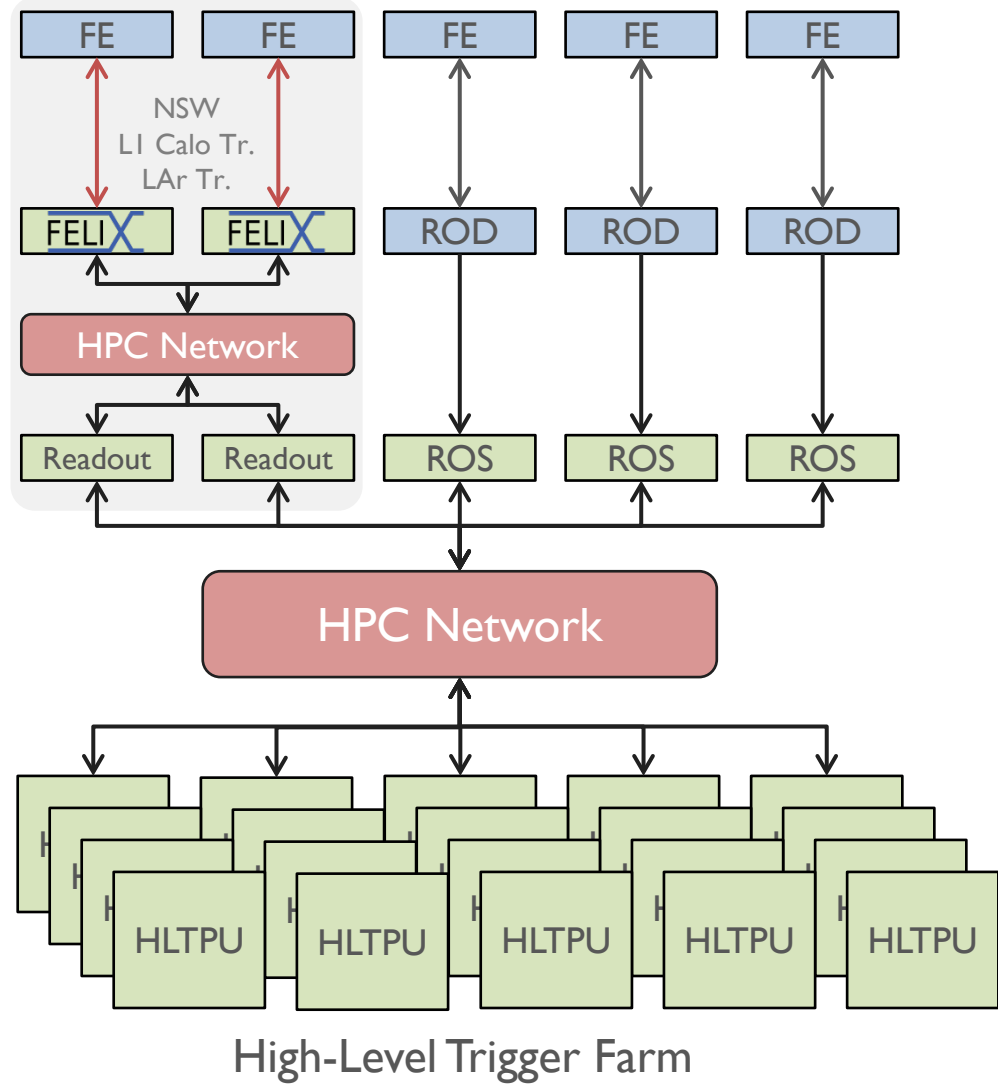 FE FE FE FE FE
NSW
L1 Calo Tr.
LAr Tr.
FELIX FELIX ROD ROD ROD
HPC Network
Readout Readout ROS ROS ROS
HPC Network
HLTPU HLTPU HLTPU HLTPU HLTPU
High-Level Trigger Farm